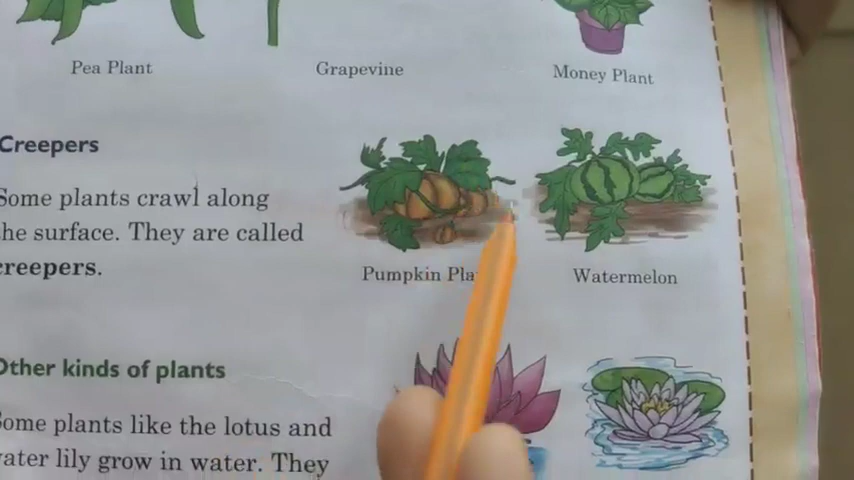 Pea Plant
Grapevine
Money Plant
Creepers
Some plants crawl along
the surface. They are called
creepers.
Pumpkin
Watermelon
Other kinds of plants
Some plants like the lotus and
water lily grow in water. They